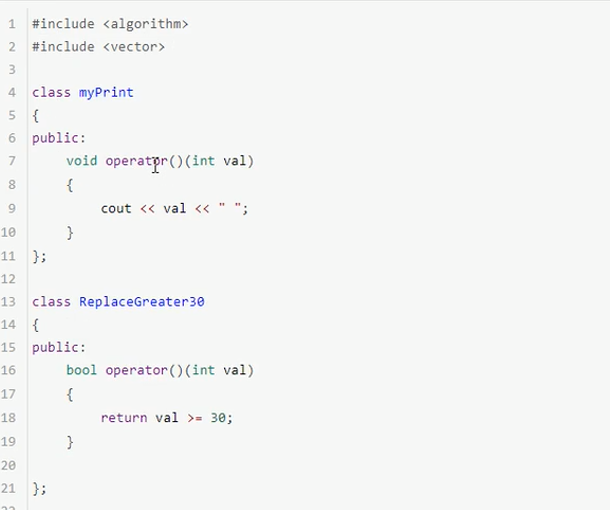 1 #include <algorithm>
2 #include <vector>
3
4 class myPrint
5 {
6 public:
7     void operator()(int val)
8     {
9         cout << val << " ";
10     }
11 };
12
13 class ReplaceGreater30
14 {
15 public:
16     bool operator()(int val)
17     {
18         return val >= 30;
19     }
20
21 };